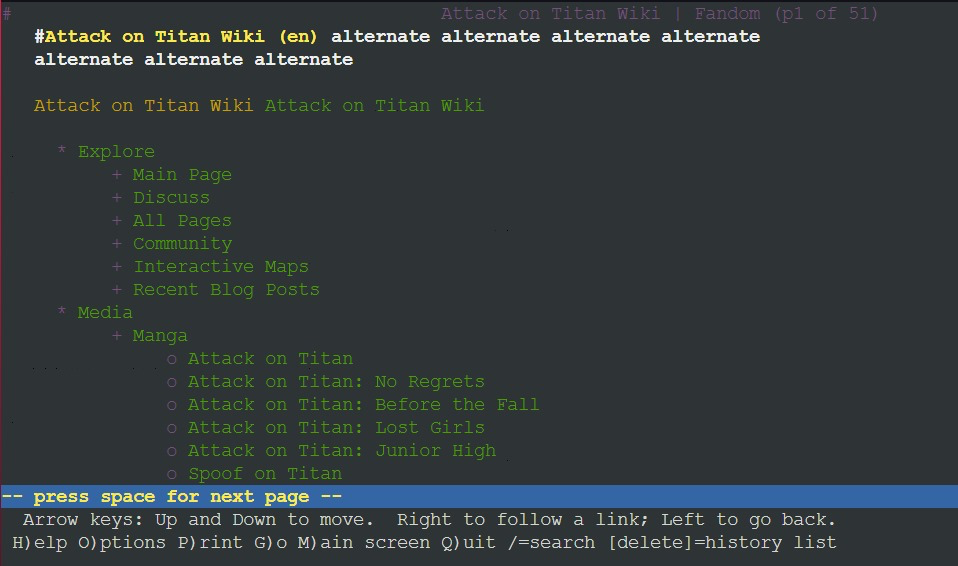 # Attack on Titan Wiki | Fandom (p1 of 51)
#Attack on Titan Wiki (en) alternate alternate alternate alternate
alternate alternate alternate
Attack on Titan Wiki Attack on Titan Wiki
* Explore
+ Main Page
+ Discuss
+ All Pages
+ Community
+ Interactive Maps
+ Recent Blog Posts
* Media
+ Manga
o Attack on Titan
o Attack on Titan: No Regrets
o Attack on Titan: Before the Fall
o Attack on Titan: Lost Girls
o Attack on Titan: Junior High
o Spoof on Titan
-- press space for next page --
Arrow keys: Up and Down to move. Right to follow a link; Left to go back.
H)elp O)ptions P)rint G)o M)ain screen Q)uit /=search [delete]=history list